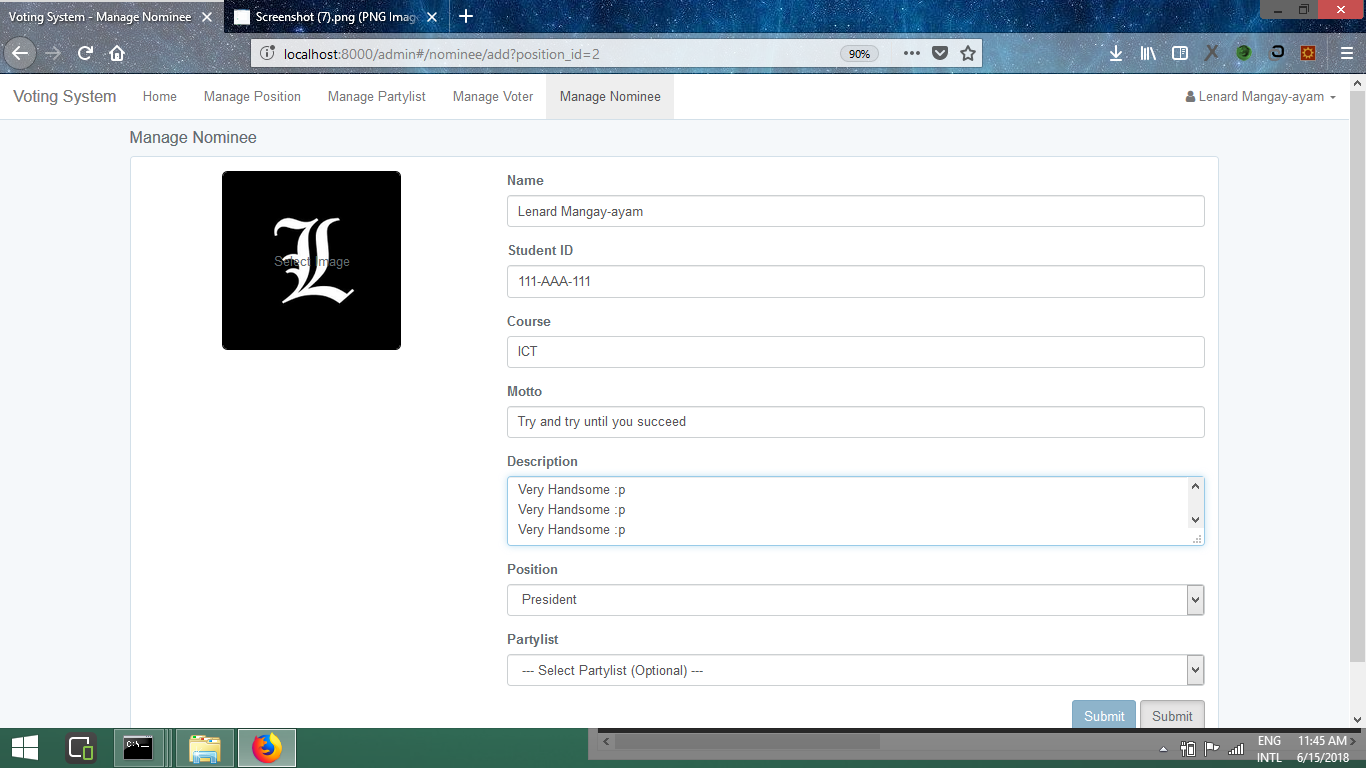 Voting System - Manage Nominee
Screenshot (7).png (PNG Imag
localhost:8000/admin#/nominee/add?position_id=2
90%
Voting System Home Manage Position Manage Partylist Manage Voter Manage Nominee Lenard Mangay-ayam
Manage Nominee
L
Select Image
Name
Lenard Mangay-ayam
Student ID
111-AAA-111
Course
ICT
Motto
Try and try until you succeed
Description
Very Handsome :p
Very Handsome :p
Very Handsome :p
Position
President
Partylist
--- Select Partylist (Optional) ---
Submit Submit
ENG 11:45 AM
INTL 6/15/2018